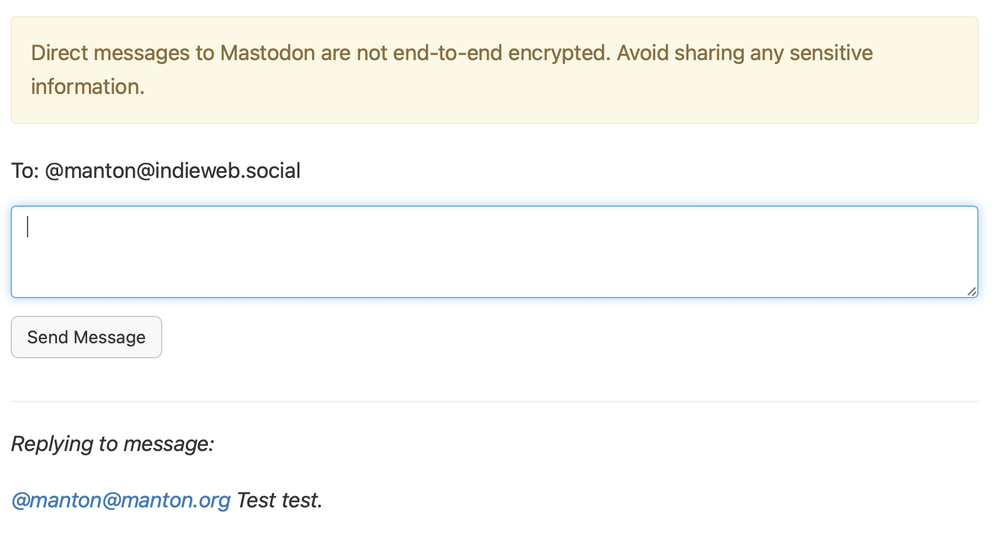 Direct messages to Mastodon are not end-to-end encrypted. Avoid sharing any sensitive
information.
To: @manton@indieweb.social
Send Message
Replying to message:
@manton@manton.org Test test.